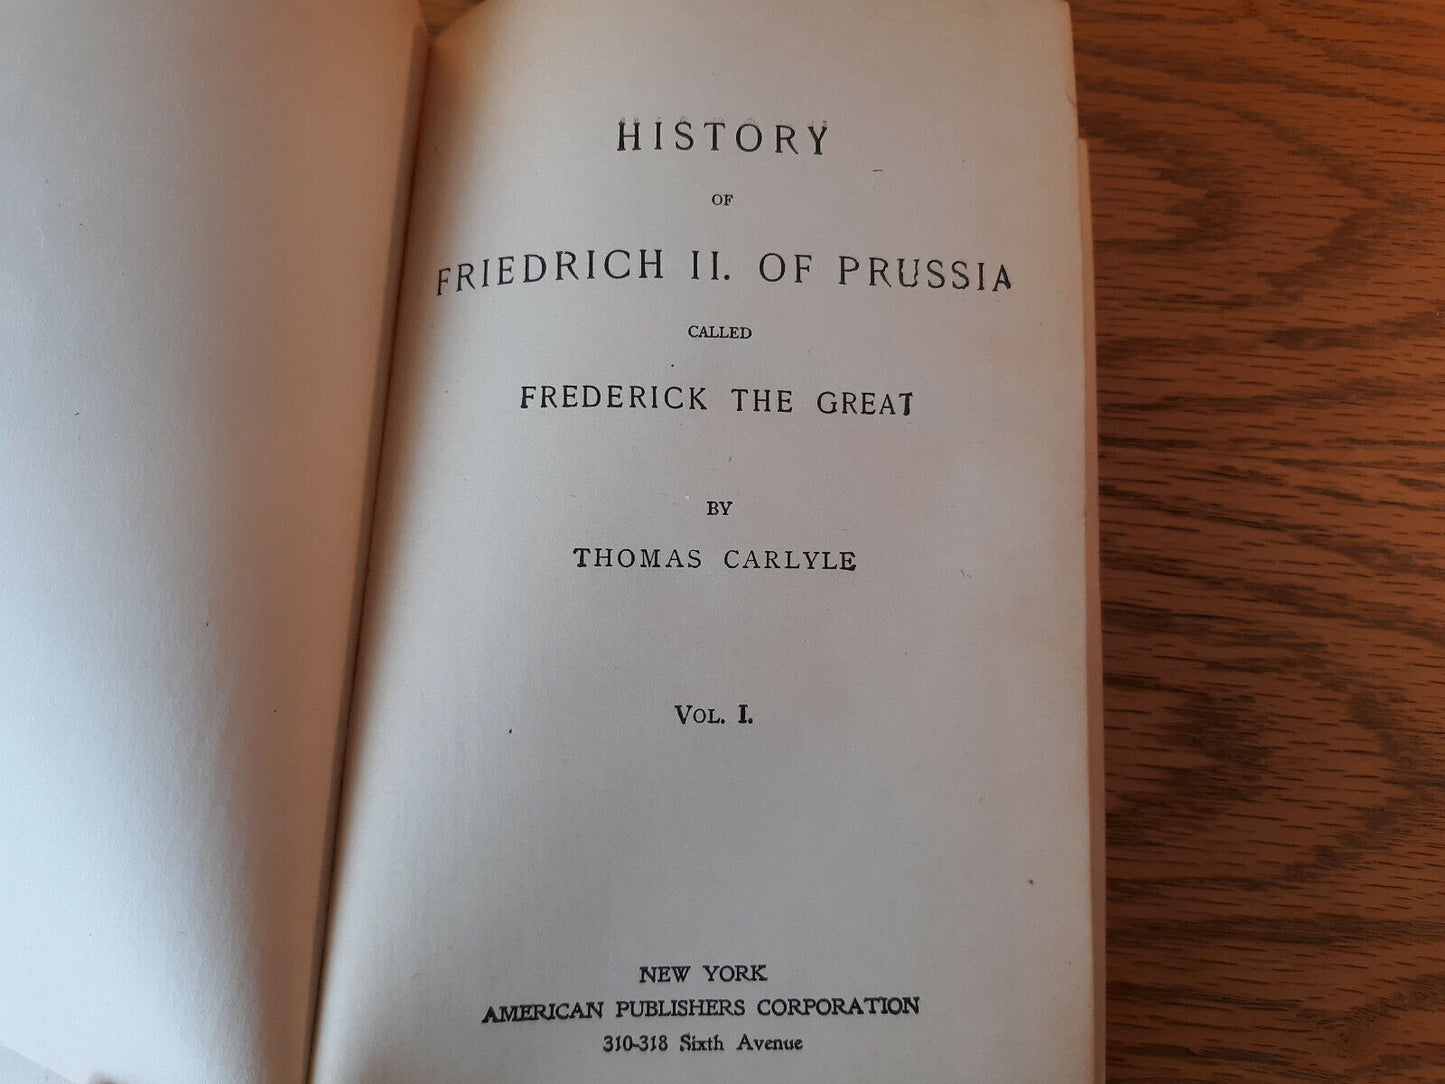 HISTORY
OF
FRIEDRICH II. OF PRUSSIA
CALLED
FREDERICK THE GREAT
BY
THOMAS CARLYLE
VOL. I.
NEW YORK
AMERICAN PUBLISHERS CORPORATION
310-318 Sixth Avenue